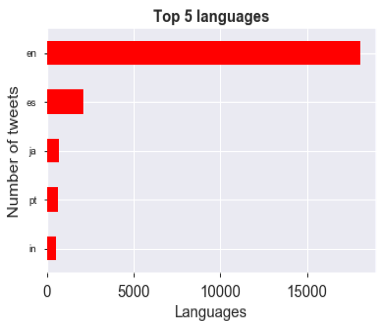 Top 5 languages
Number of tweets
en
es
ja
pt
in
0 5000 10000 15000
Languages